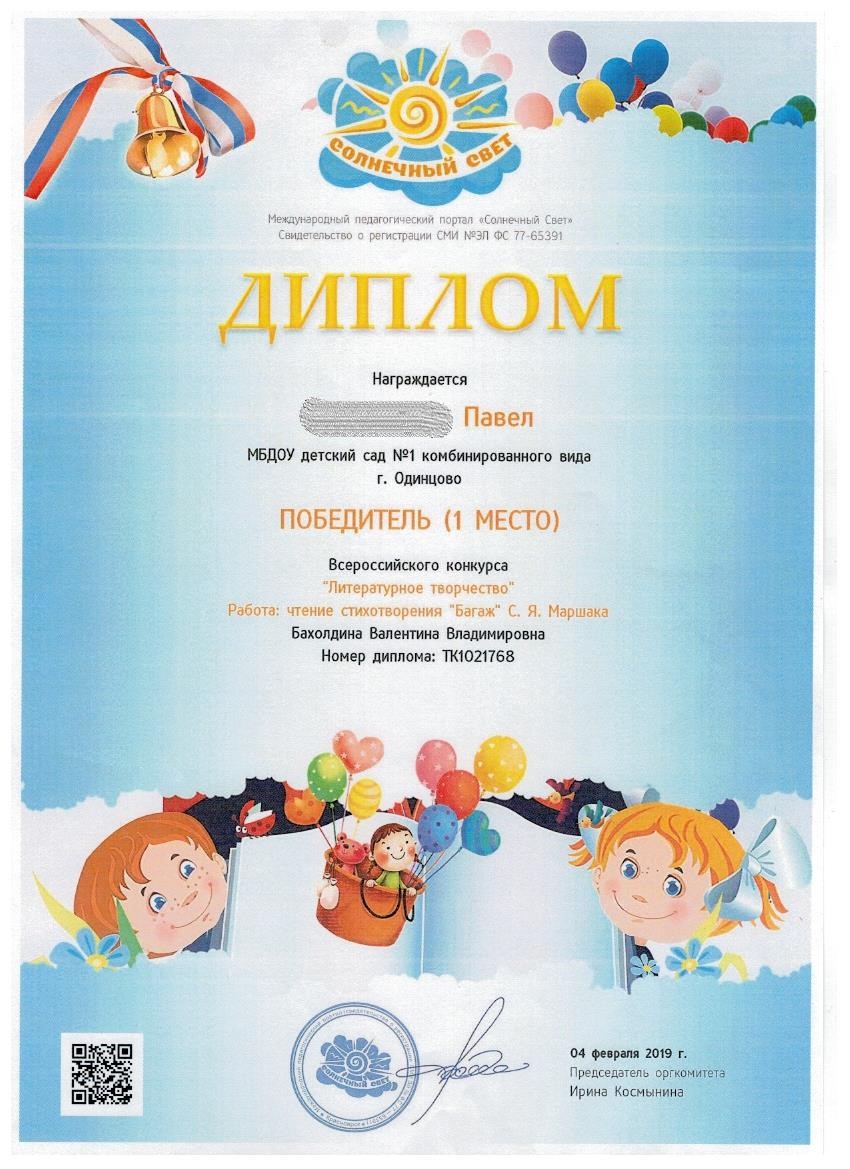 СОЛНЕЧНЫЙ СВЕТ
Международный педагогический портал «Солнечный Свет»
Свидетельство о регистрации СМИ №ЭЛ ФС 77-65391
ДИПЛОМ
Награждается
Павел
МБДОУ детский сад №1 комбинированного вида
г. Одинцово
ПОБЕДИТЕЛЬ (1 МЕСТО)
Всероссийского конкурса
"Литературное творчество"
Работа: чтение стихотворения "Багаж" С. Я. Маршака
Бахолдина Валентина Владимировна
Номер диплома: ТК1021768
СОЛНЕЧНЫЙ СВЕТ
04 февраля 2019 г.
Председатель оргкомитета
Ирина Космынина